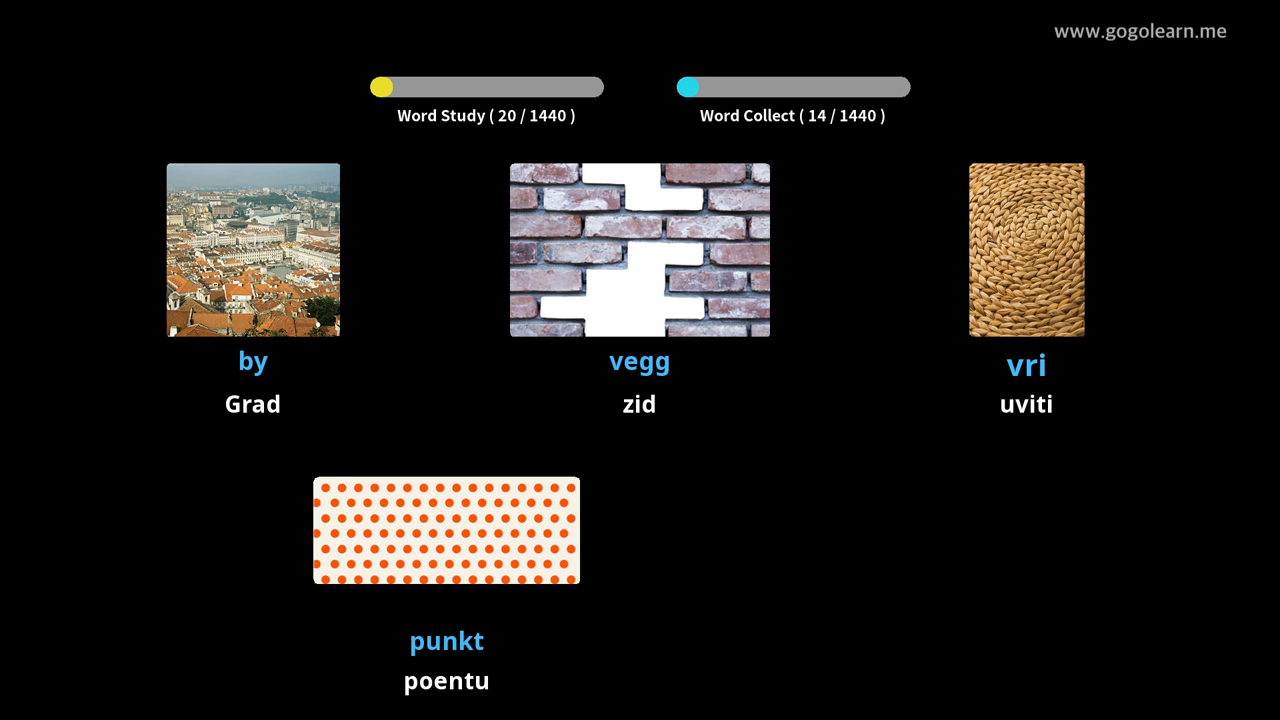 www.gogolearn.me
Word Study ( 20 / 1440 )
Word Collect ( 14 / 1440 )
by
vegg
vri
Grad
zid
uviti
punkt
poentu